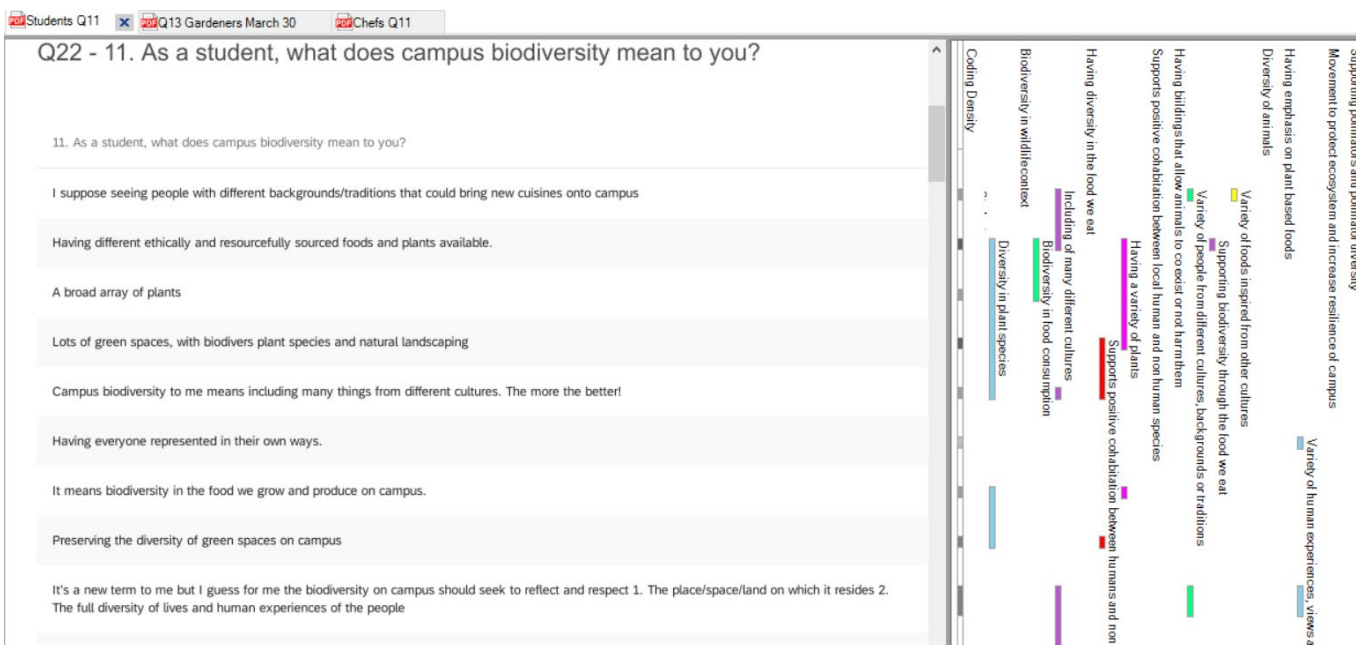 Students Q11
Q13 Gardeners March 30
Chefs Q11
Q22 - 11. As a student, what does campus biodiversity mean to you?
11. As a student, what does campus biodiversity mean to you?
I suppose seeing people with different backgrounds/traditions that could bring new cuisines onto campus
Having different ethically and resourcefully sourced foods and plants available.
A broad array of plants
Lots of green spaces, with biodivers plant species and natural landscaping
Campus biodiversity to me means including many things from different cultures. The more the better!
Having everyone represented in their own ways.
It means biodiversity in the food we grow and produce on campus.
Preserving the diversity of green spaces on campus
It's a new term to me but I guess for me the biodiversity on campus should seek to reflect and respect 1. The place/space/land on which it resides 2.
The full diversity of lives and human experiences of the people
Coding Density
Diversity in plant species
Biodiversity in wildlife context
Biodiversity in food consumption
Including of many different cultures
Having diversity in the food we eat
Supports positive cohabitation between humans and non
Having a variety of plants
Supports positive cohabitation between local human and non human species
Having bildings that allow animals to co exist or not harm them
Variety of people from different cultures, backgrounds or traditions
Supporting biodiversity through the food we eat
Variety of foods inspired from other cultures
Diversity of animals
Having emphasis on plant based foods
Variety of human experiences, views a
Movement to protect ecosystem and increase resilience of campus
Supporting pollinators and pollinator diversity